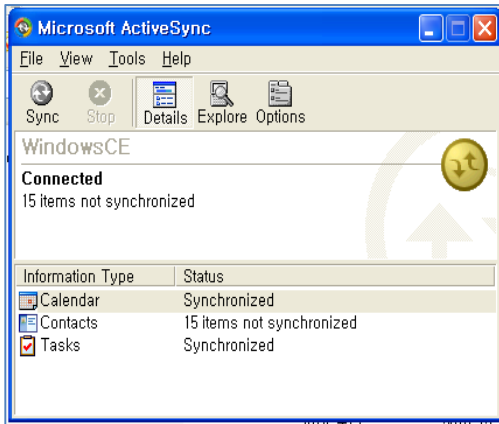 Microsoft ActiveSync
File View Tools Help
Sync Stop Details Explore Options
WindowsCE
Connected
15 items not synchronized
Information Type Status
Calendar Synchronized
Contacts 15 items not synchronized
Tasks Synchronized